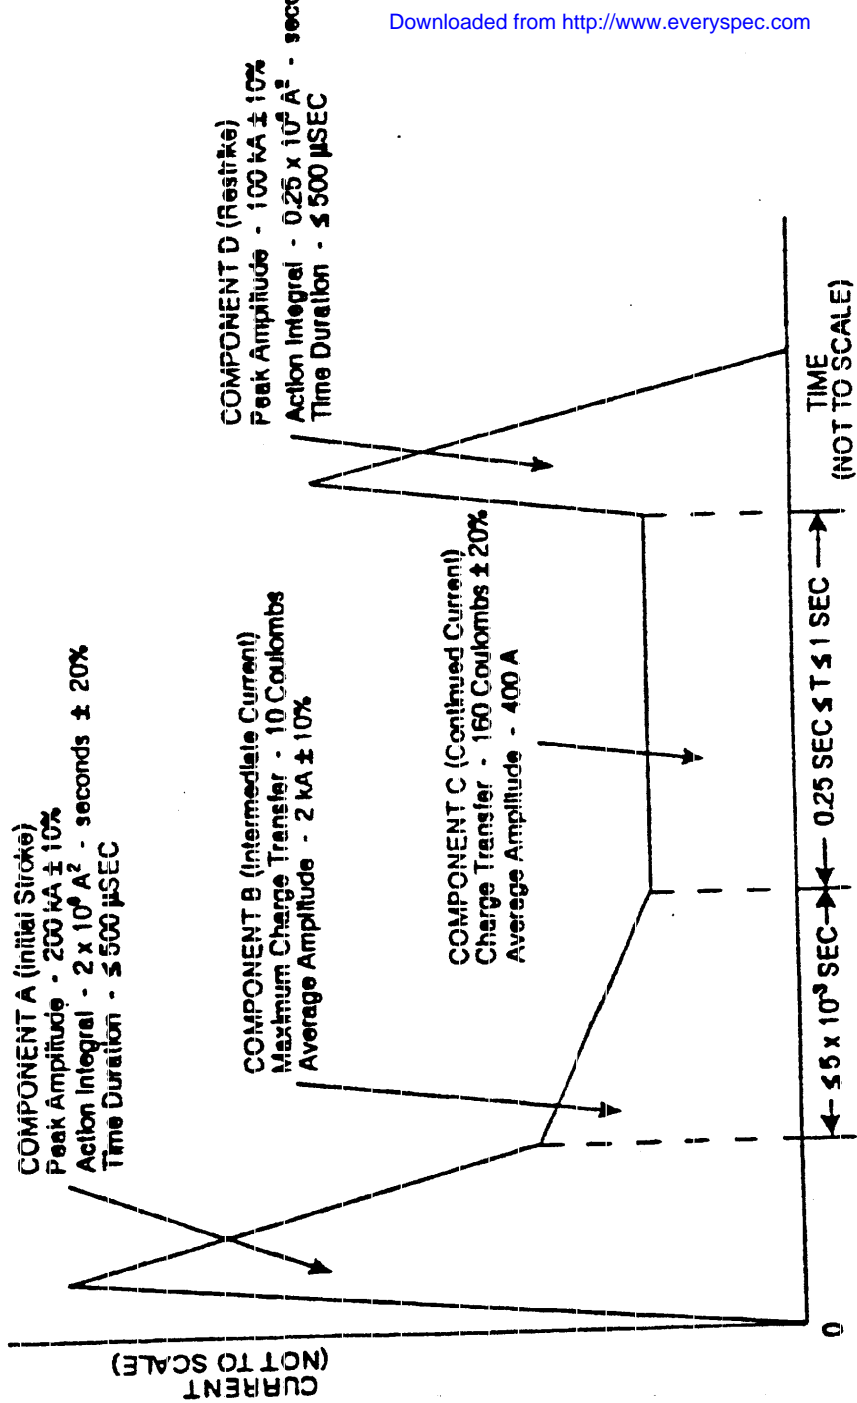 Downloaded from http://www.everyspec.com
COMPONENT A (Initial Stroke)
Peak Amplitude - 200 kA ± 10%
Action Integral - 2 x 10⁶ A² - seconds ± 20%
Time Duration - ≤ 500 µSEC
COMPONENT B (Intermediate Current)
Maximum Charge Transfer - 10 Coulombs
Average Amplitude - 2 kA ± 10%
COMPONENT C (Continued Current)
Charge Transfer - 160 Coulombs ± 20%
Average Amplitude - 400 A
COMPONENT D (Restrike)
Peak Amplitude - 100 kA ± 10%
Action Integral - 0.25 x 10⁶ A² -
Time Duration - ≤ 500 µSEC
CURRENT
(NOT TO SCALE)
0
≤ 5 x 10⁻³ SEC
0.25 SEC ≤ T ≤ 1 SEC
TIME
(NOT TO SCALE)